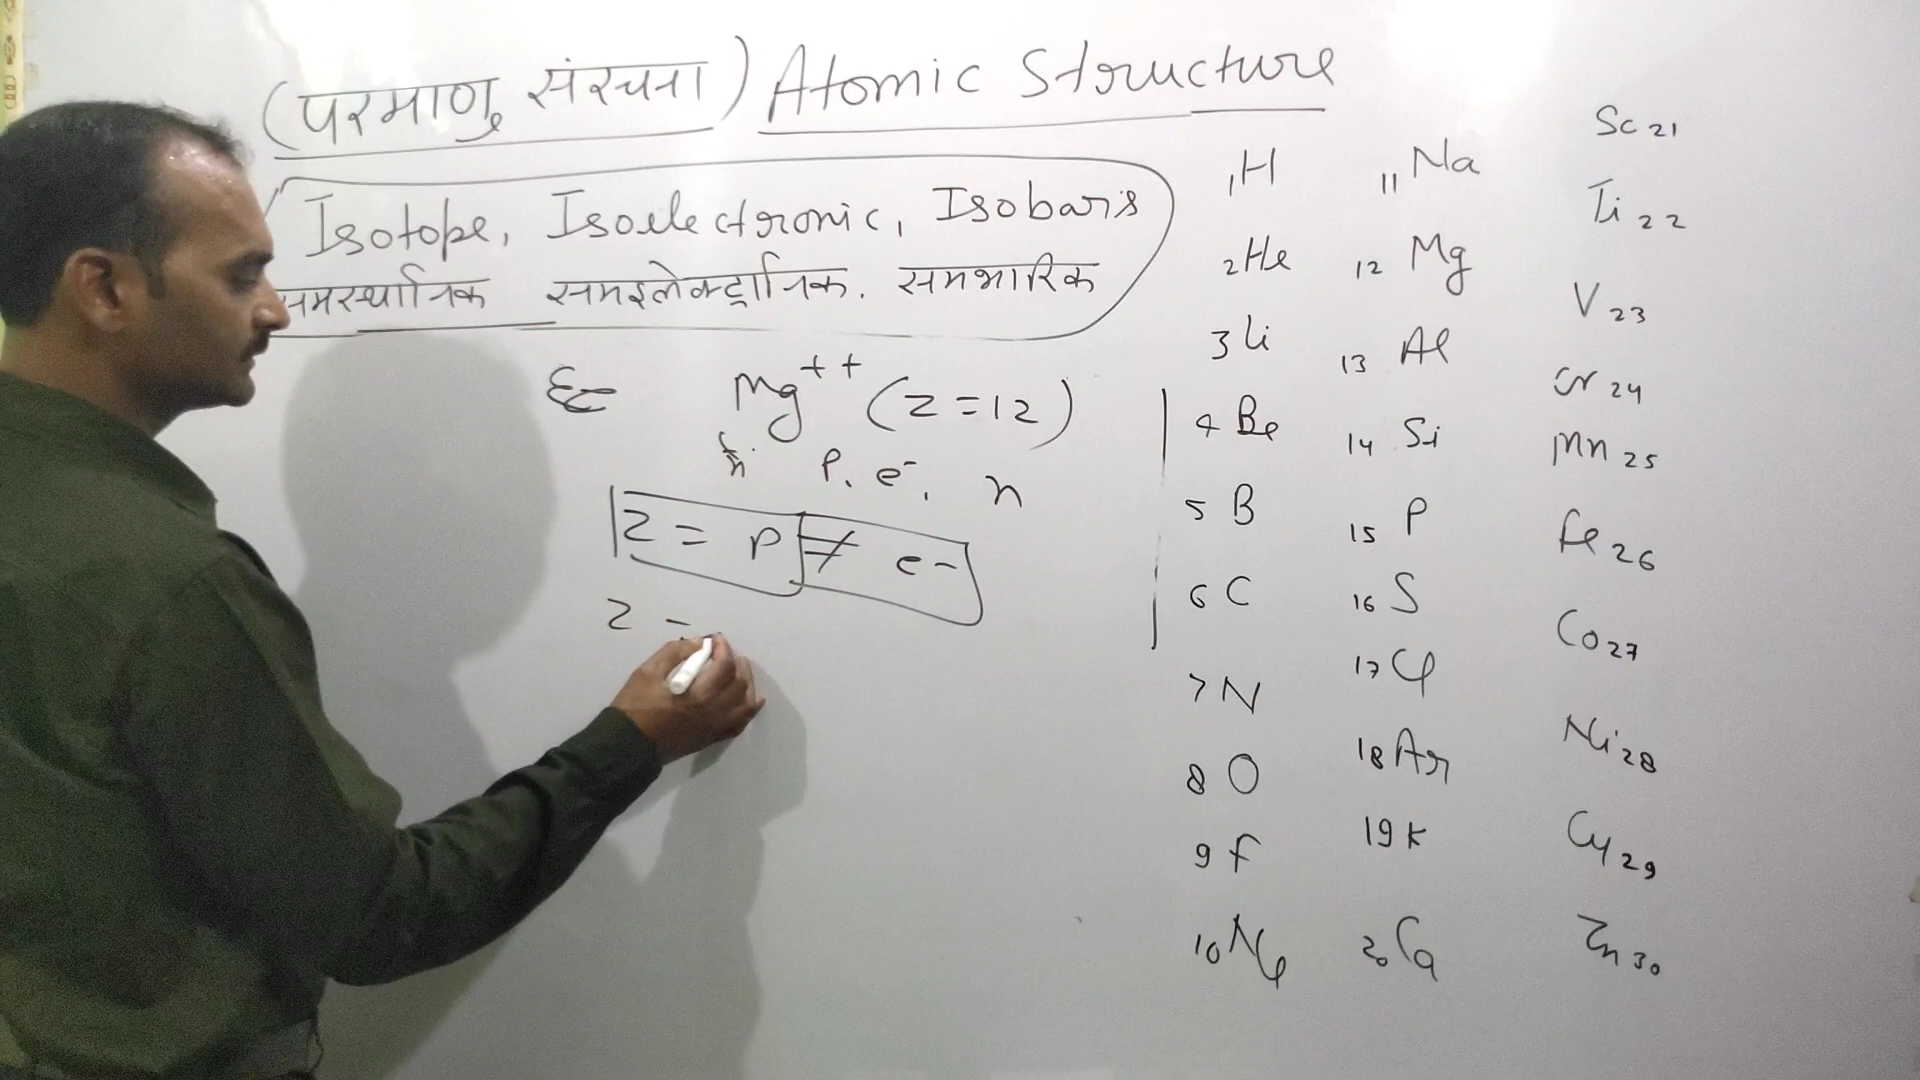 (परमाणु संरचना) Atomic Structure
Isotope, Isoelectronic, Isobaris
समस्थानिक समइलेक्ट्रानिक. समभारिक
Mg++ (Z=12)
P. e-. n
Z = P ≠ e-
Z =
1H
2He
3Li
4Be
5B
6C
7N
8O
9F
10Ne
11Na
12Mg
13Al
14Si
15P
16S
17Cl
18Ar
19K
20Ca
Sc21
Ti22
V23
Cr24
Mn25
Fe26
Co27
Ni28
Cu29
Zn30